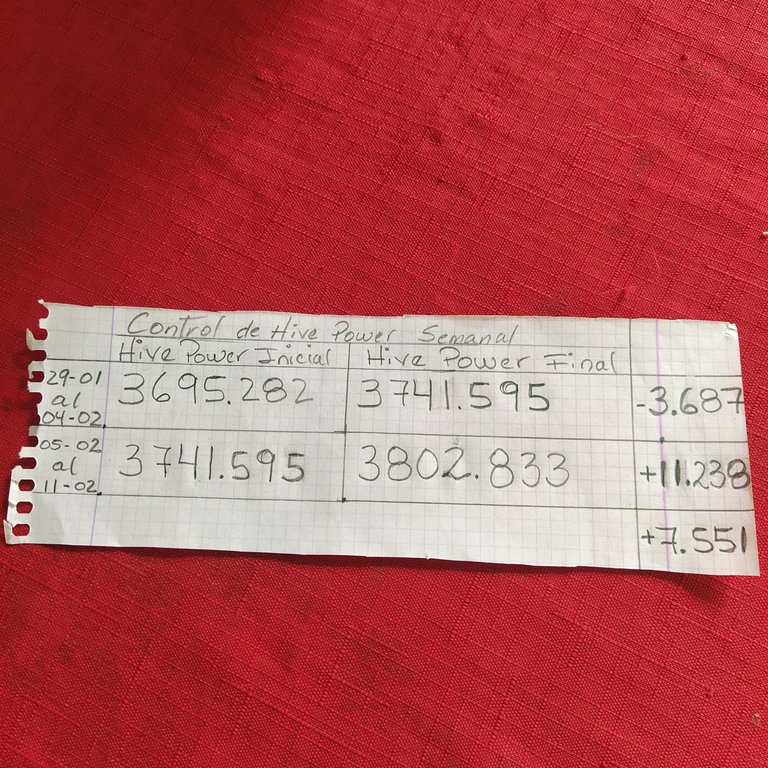 Control de Hive Power Semanal
Hive Power Inicial Hive Power Final
29-01 al 04-02. 3695.282 3741.595 -3.687
05-02 al 11-02. 3741.595 3802.833 +11.238
+7.551